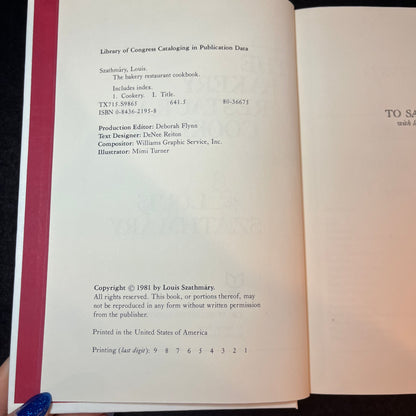 Library of Congress Cataloging in Publication Data
Szathmáry, Louis.
The bakery restaurant cookbook.
Includes index.
1. Cookery. I. Title.
TX715.S9865 641.5 80-36675
ISBN 0-8436-2195-8
Production Editor: Deborah Flynn
Text Designer: DeNee Reiton
Compositor: Williams Graphic Service, Inc.
Illustrator: Mimi Turner
Copyright © 1981 by Louis Szathmáry.
All rights reserved. This book, or portions thereof, may
not be reproduced in any form without written permission
from the publisher.
Printed in the United States of America
Printing (last digit): 9 8 7 6 5 4 3 2 1
TO
with